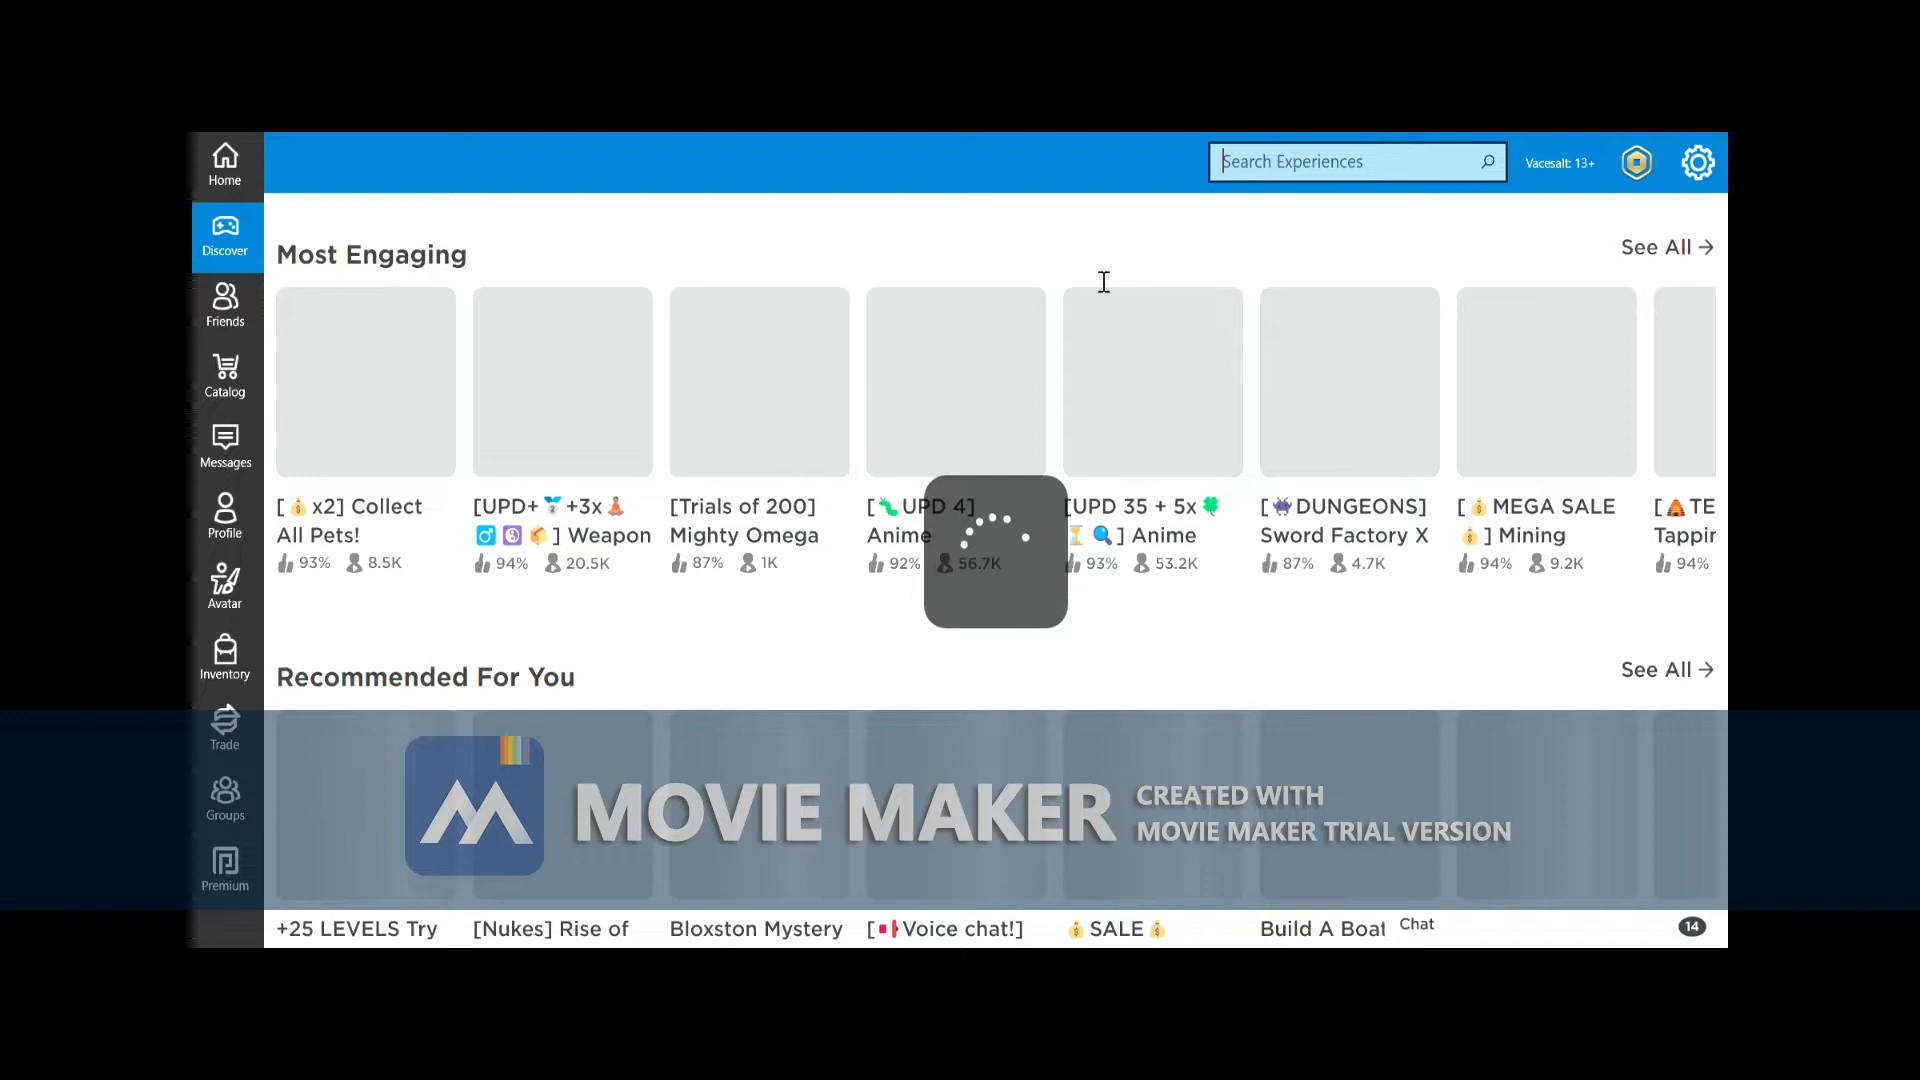 Home
Search Experiences
Vacesalt: 13+
Discover
Most Engaging
See All →
Friends
Catalog
Messages
Profile
Avatar
Inventory
Trade
Groups
Premium
[💰x2] Collect
All Pets!
93% 8.5K
[UPD+🥈+3x🧘
♂️☯️📦] Weapon
94% 20.5K
[Trials of 200]
Mighty Omega
87% 1K
[🐛UPD 4]
Anime
92% 56.7K
[UPD 35 + 5x🍀
⏳🔍] Anime
93% 53.2K
[👾DUNGEONS]
Sword Factory X
87% 4.7K
[💰MEGA SALE
💰] Mining
94% 9.2K
[🎪TE
Tappin
94%
Recommended For You
See All →
MOVIE MAKER
CREATED WITH
MOVIE MAKER TRIAL VERSION
+25 LEVELS Try
[Nukes] Rise of
Bloxston Mystery
[Voice chat!]
💰SALE💰
Build A Boat
Chat
14